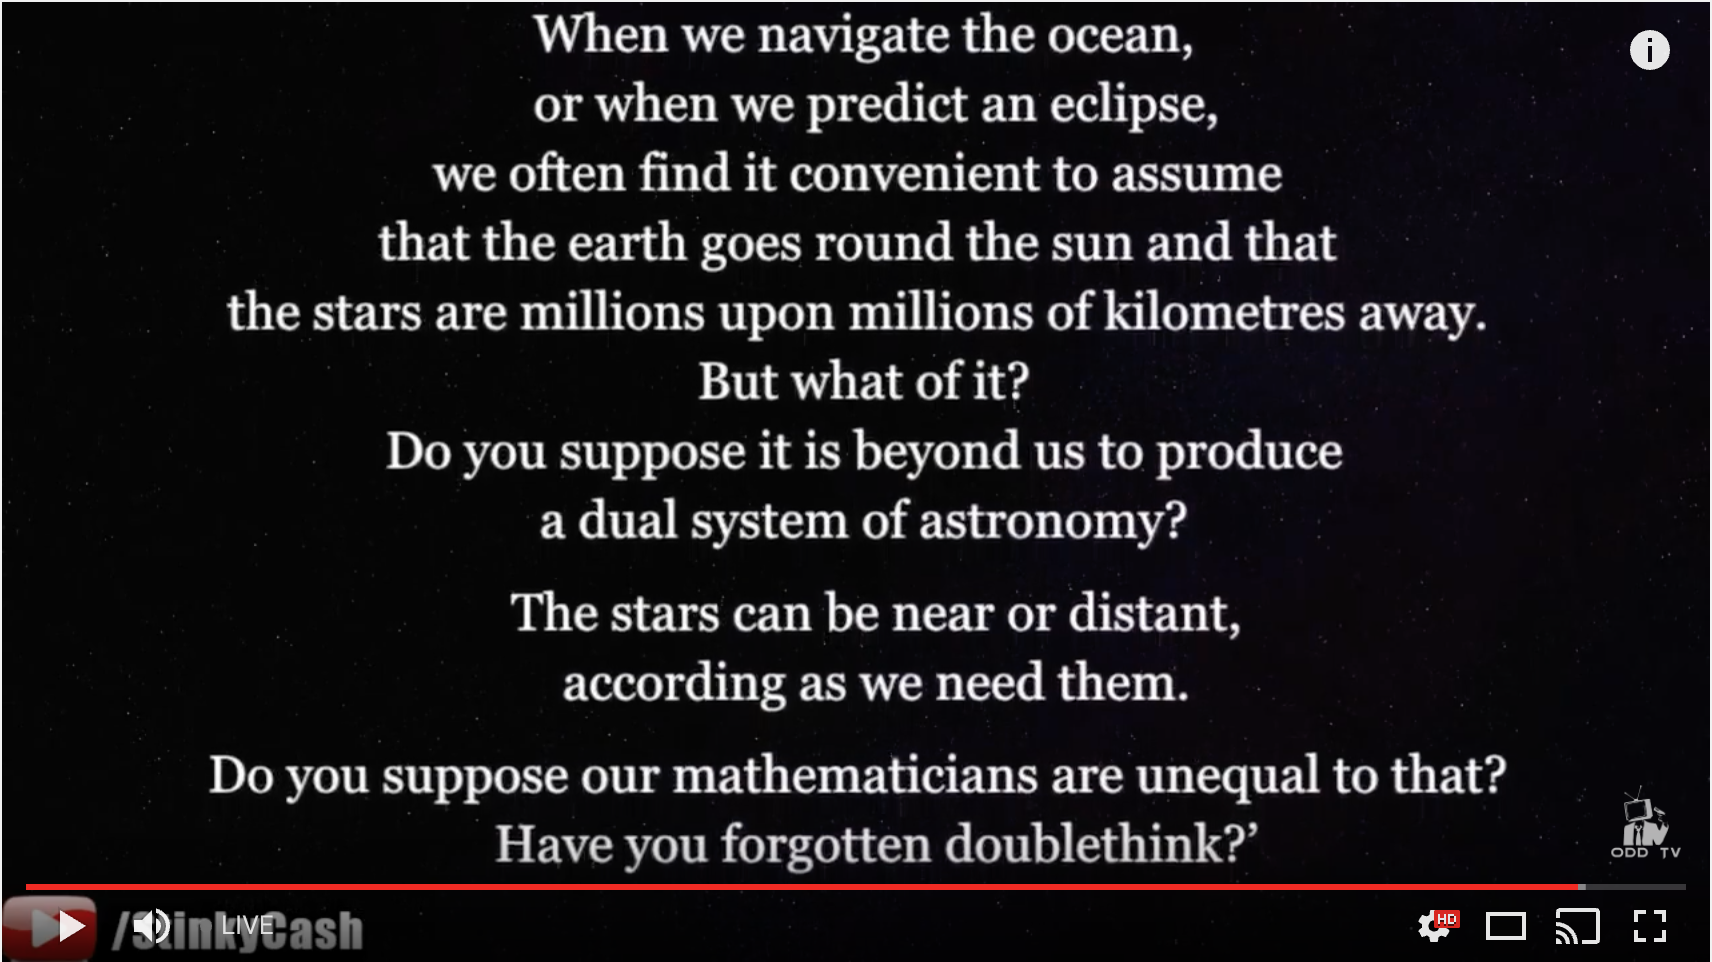 When we navigate the ocean,
or when we predict an eclipse,
we often find it convenient to assume
that the earth goes round the sun and that
the stars are millions upon millions of kilometres away.
But what of it?
Do you suppose it is beyond us to produce
a dual system of astronomy?
The stars can be near or distant,
according as we need them.
Do you suppose our mathematicians are unequal to that?
Have you forgotten doublethink?’
ODD TV
/StinkyCash
LIVE
HD